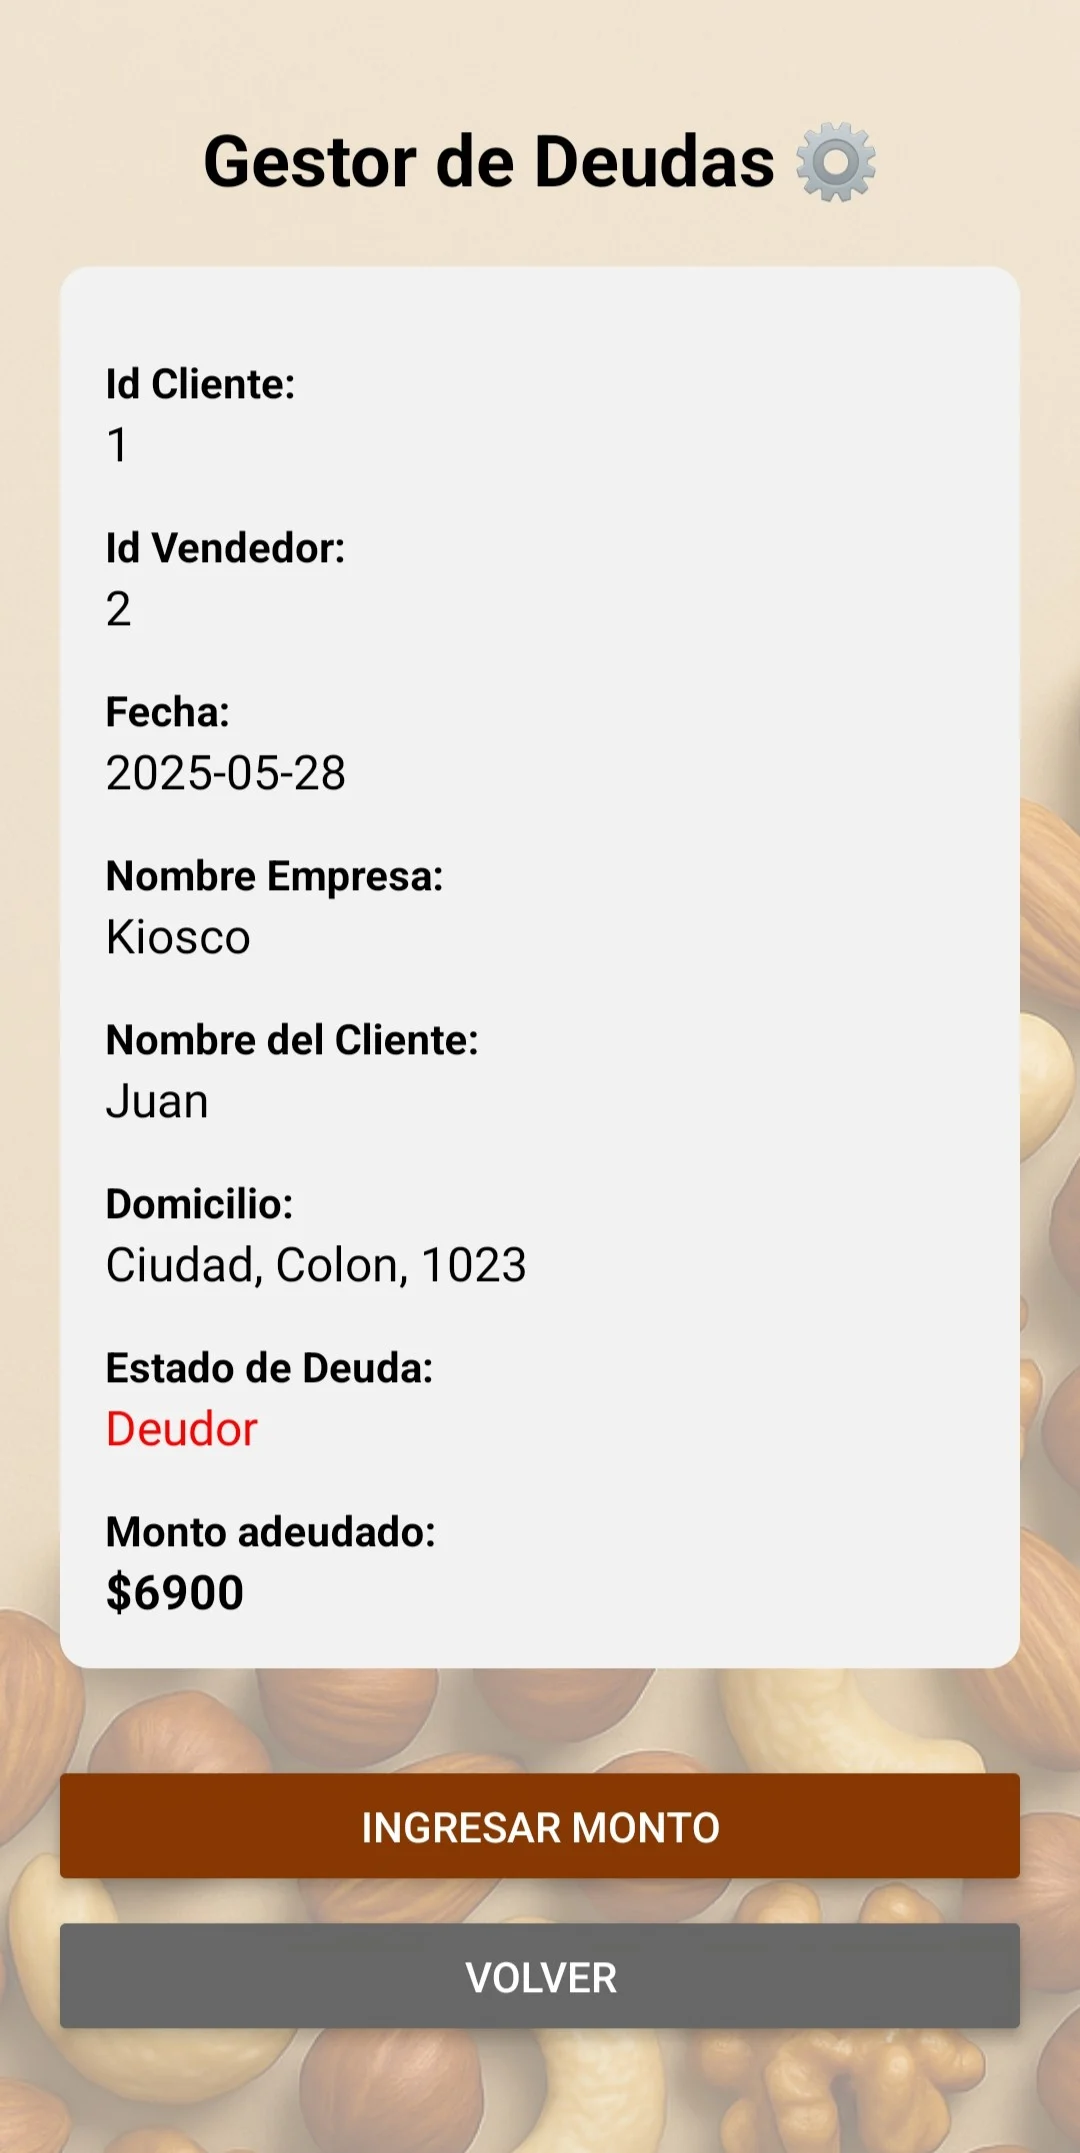 Gestor de Deudas ⚙️
Id Cliente:
1
Id Vendedor:
2
Fecha:
2025-05-28
Nombre Empresa:
Kiosco
Nombre del Cliente:
Juan
Domicilio:
Ciudad, Colon, 1023
Estado de Deuda:
Deudor
Monto adeudado:
$6900
INGRESAR MONTO
VOLVER